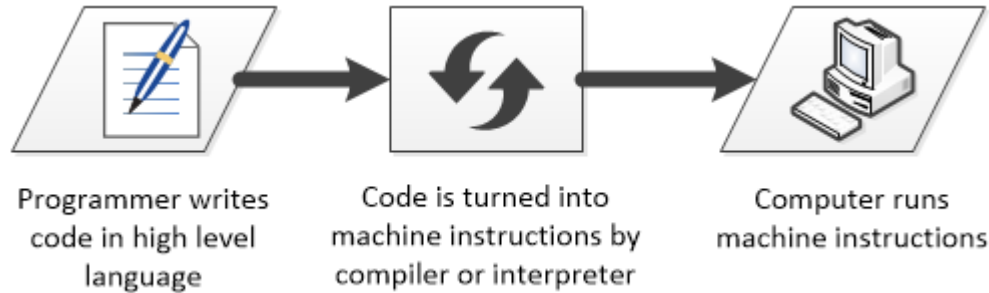 Programmer writes
code in high level
language
Code is turned into
machine instructions by
compiler or interpreter
Computer runs
machine instructions